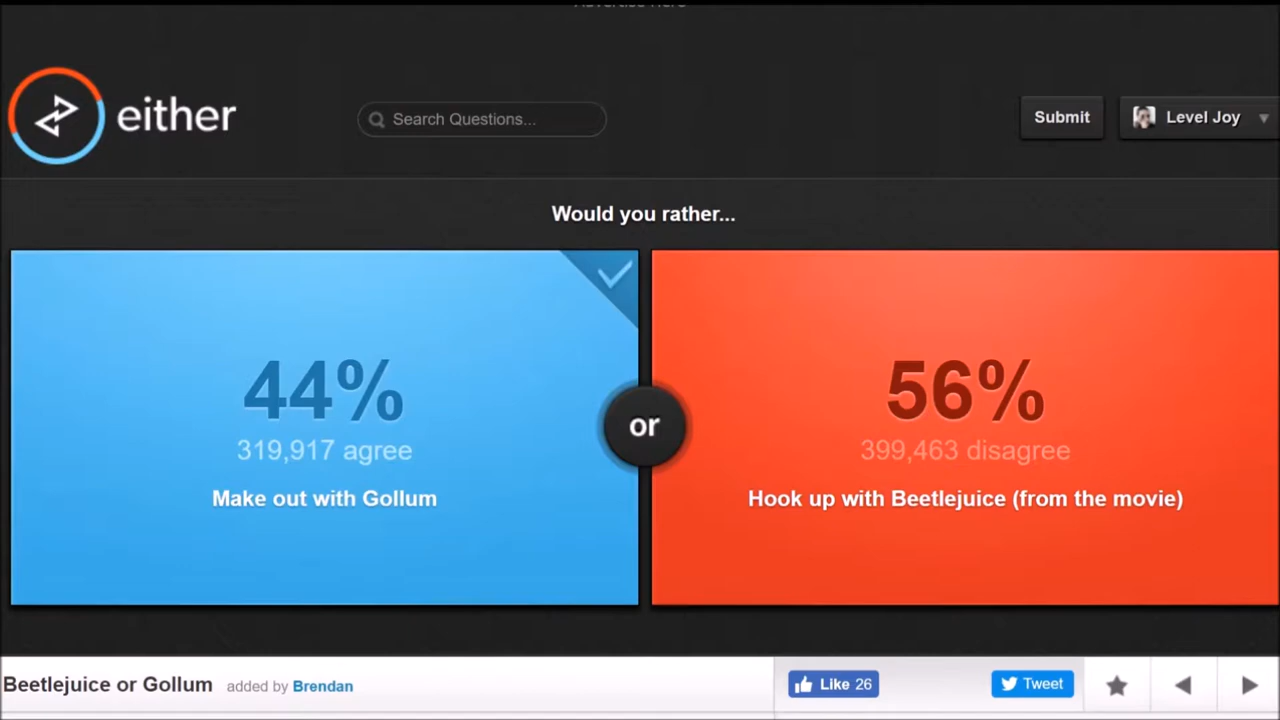 either
Search Questions...
Submit
Level Joy
Would you rather...
44%
319,917 agree
Make out with Gollum
or
56%
399,463 disagree
Hook up with Beetlejuice (from the movie)
Beetlejuice or Gollum added by Brendan
Like 26
Tweet